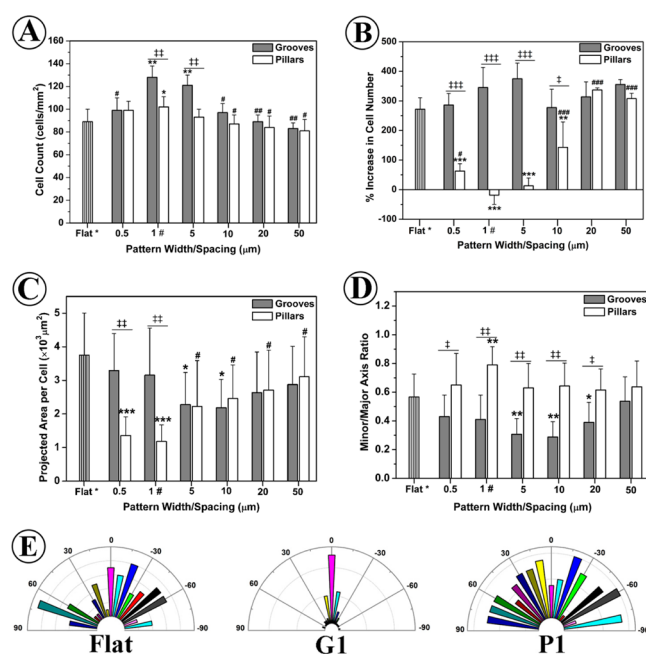 A
Grooves
Pillars
Cell Count (cells/mm²)
160
140
120
100
80
60
40
20
0
# ** ‡‡ * ** ‡‡ # # ## # ## #
Flat * 0.5 1 # 5 10 20 50
Pattern Width/Spacing (μm)
B
Grooves
Pillars
% Increase in Cell Number
500
400
300
200
100
0
-100
‡‡‡ ‡‡‡ ‡‡‡ ‡
# *** *** *** ### ** ### ###
Flat * 0.5 1 # 5 10 20 50
Pattern Width/Spacing (μm)
C
Grooves
Pillars
Projected Area per Cell (×10³μm²)
6
5
4
3
2
1
0
‡‡ ‡‡
*** *** * # * # # #
Flat * 0.5 1 # 5 10 20 50
Pattern Width/Spacing (μm)
D
Grooves
Pillars
Minor/Major Axis Ratio
1.2
1.0
0.8
0.6
0.4
0.2
0.0
‡ ‡‡ ‡‡ ‡‡ ‡
** ** ** *
Flat * 0.5 1 # 5 10 20 50
Pattern Width/Spacing (μm)
E
0
30 -30
60 -60
90 -90
Flat
0
30 -30
60 -60
90 -90
G1
0
30 -30
60 -60
90 -90
P1